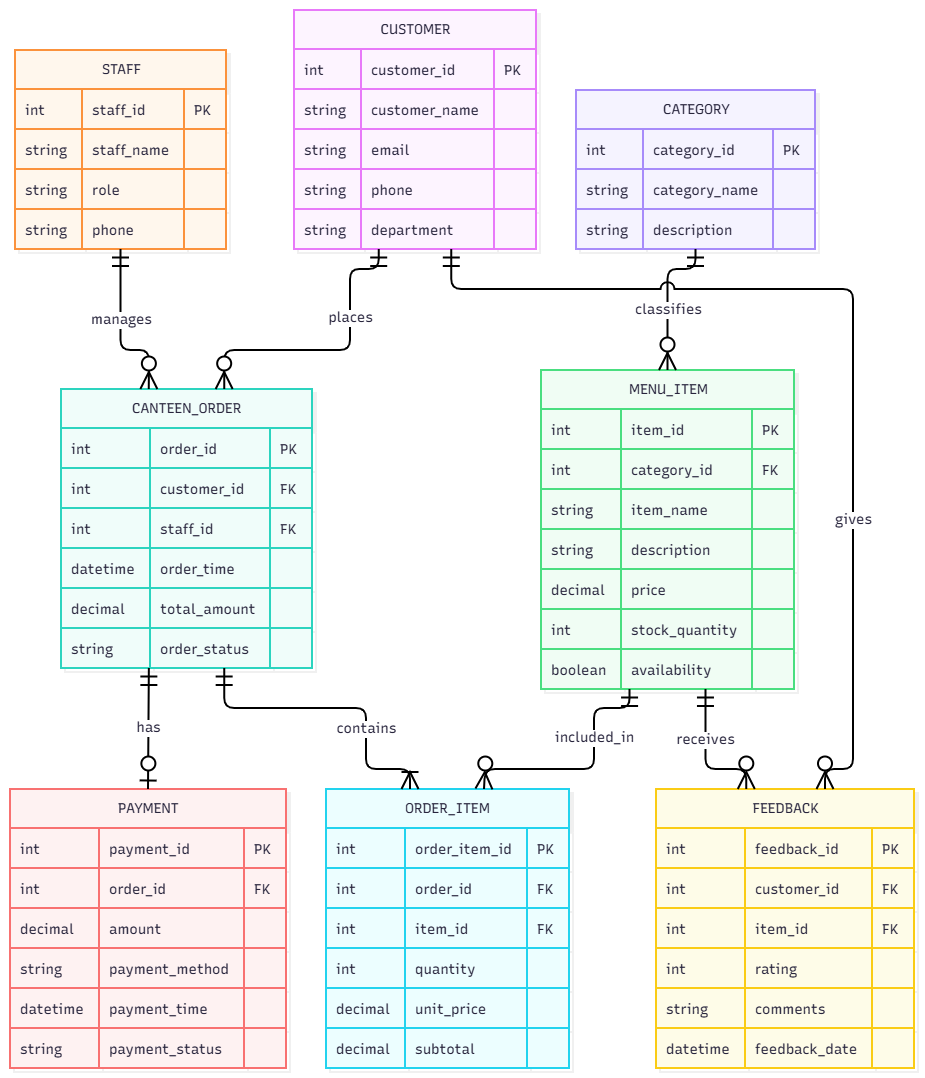 STAFF
int staff_id PK
string staff_name
string role
string phone
CUSTOMER
int customer_id PK
string customer_name
string email
string phone
string department
CATEGORY
int category_id PK
string category_name
string description
manages
places
classifies
gives
CANTEEN_ORDER
int order_id PK
int customer_id FK
int staff_id FK
datetime order_time
decimal total_amount
string order_status
MENU_ITEM
int item_id PK
int category_id FK
string item_name
string description
decimal price
int stock_quantity
boolean availability
has
contains
included_in
receives
PAYMENT
int payment_id PK
int order_id FK
decimal amount
string payment_method
datetime payment_time
string payment_status
ORDER_ITEM
int order_item_id PK
int order_id FK
int item_id FK
int quantity
decimal unit_price
decimal subtotal
FEEDBACK
int feedback_id PK
int customer_id FK
int item_id FK
int rating
string comments
datetime feedback_date